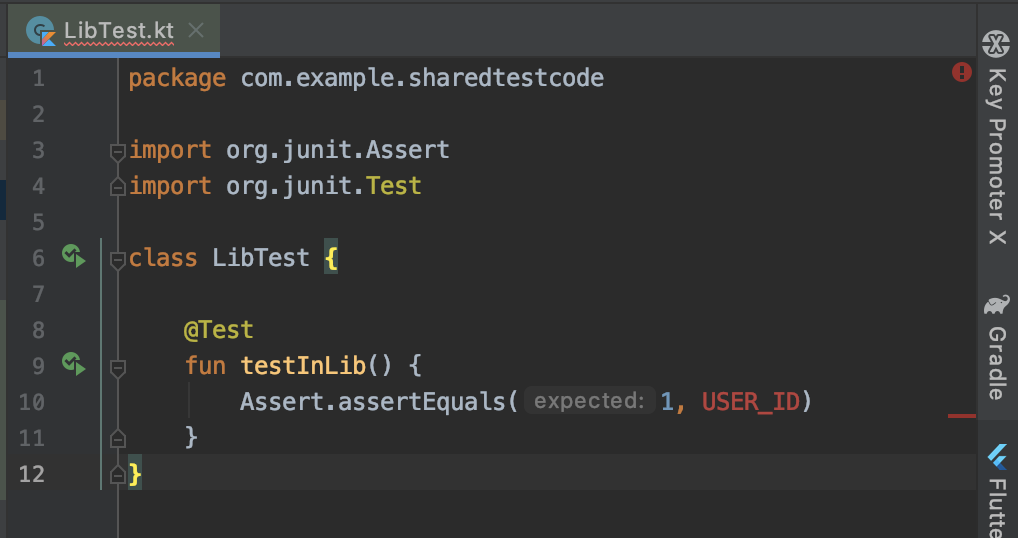 LibTest.kt
1 package com.example.sharedtestcode
2
3 import org.junit.Assert
4 import org.junit.Test
5
6 class LibTest {
7
8 @Test
9 fun testInLib() {
10 Assert.assertEquals( expected: 1, USER_ID)
11 }
12 }
Key Promoter X
Gradle
Flutte